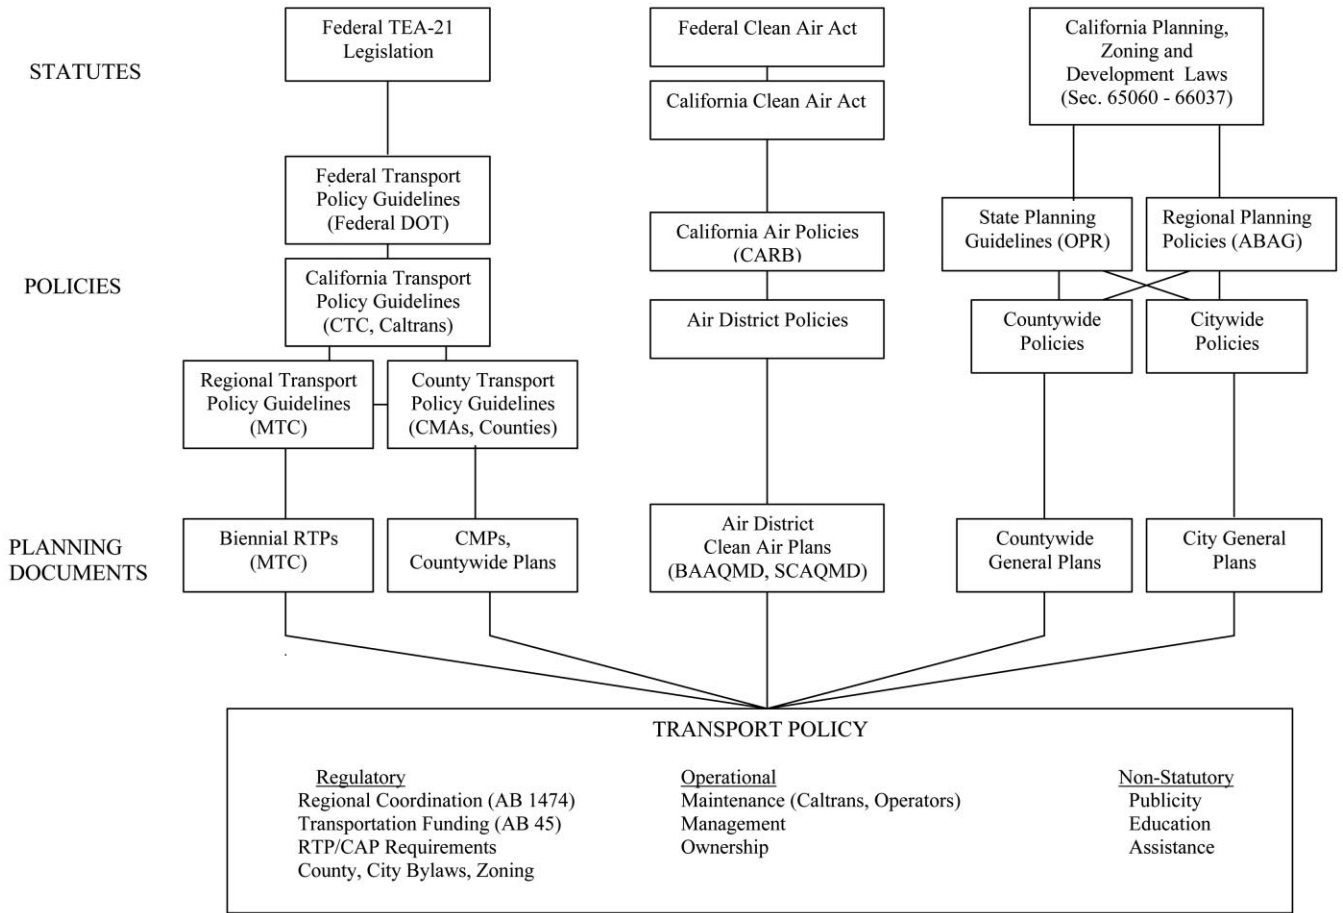 Federal TEA-21
Legislation
Federal Clean Air Act
California Planning,
Zoning and
Development Laws
(Sec. 65060 - 66037)
STATUTES
California Clean Air Act
Federal Transport
Policy Guidelines
(Federal DOT)
California Air Policies
(CARB)
State Planning
Guidelines (OPR)
Regional Planning
Policies (ABAG)
POLICIES
California Transport
Policy Guidelines
(CTC, Caltrans)
Air District Policies
Countywide
Policies
Citywide
Policies
Regional Transport
Policy Guidelines
(MTC)
County Transport
Policy Guidelines
(CMAs, Counties)
PLANNING
DOCUMENTS
Biennial RTPs
(MTC)
CMPs,
Countywide Plans
Air District
Clean Air Plans
(BAAQMD, SCAQMD)
Countywide
General Plans
City General
Plans
TRANSPORT POLICY
Regulatory
Regional Coordination (AB 1474)
Transportation Funding (AB 45)
RTP/CAP Requirements
County, City Bylaws, Zoning
Operational
Maintenance (Caltrans, Operators)
Management
Ownership
Non-Statutory
Publicity
Education
Assistance